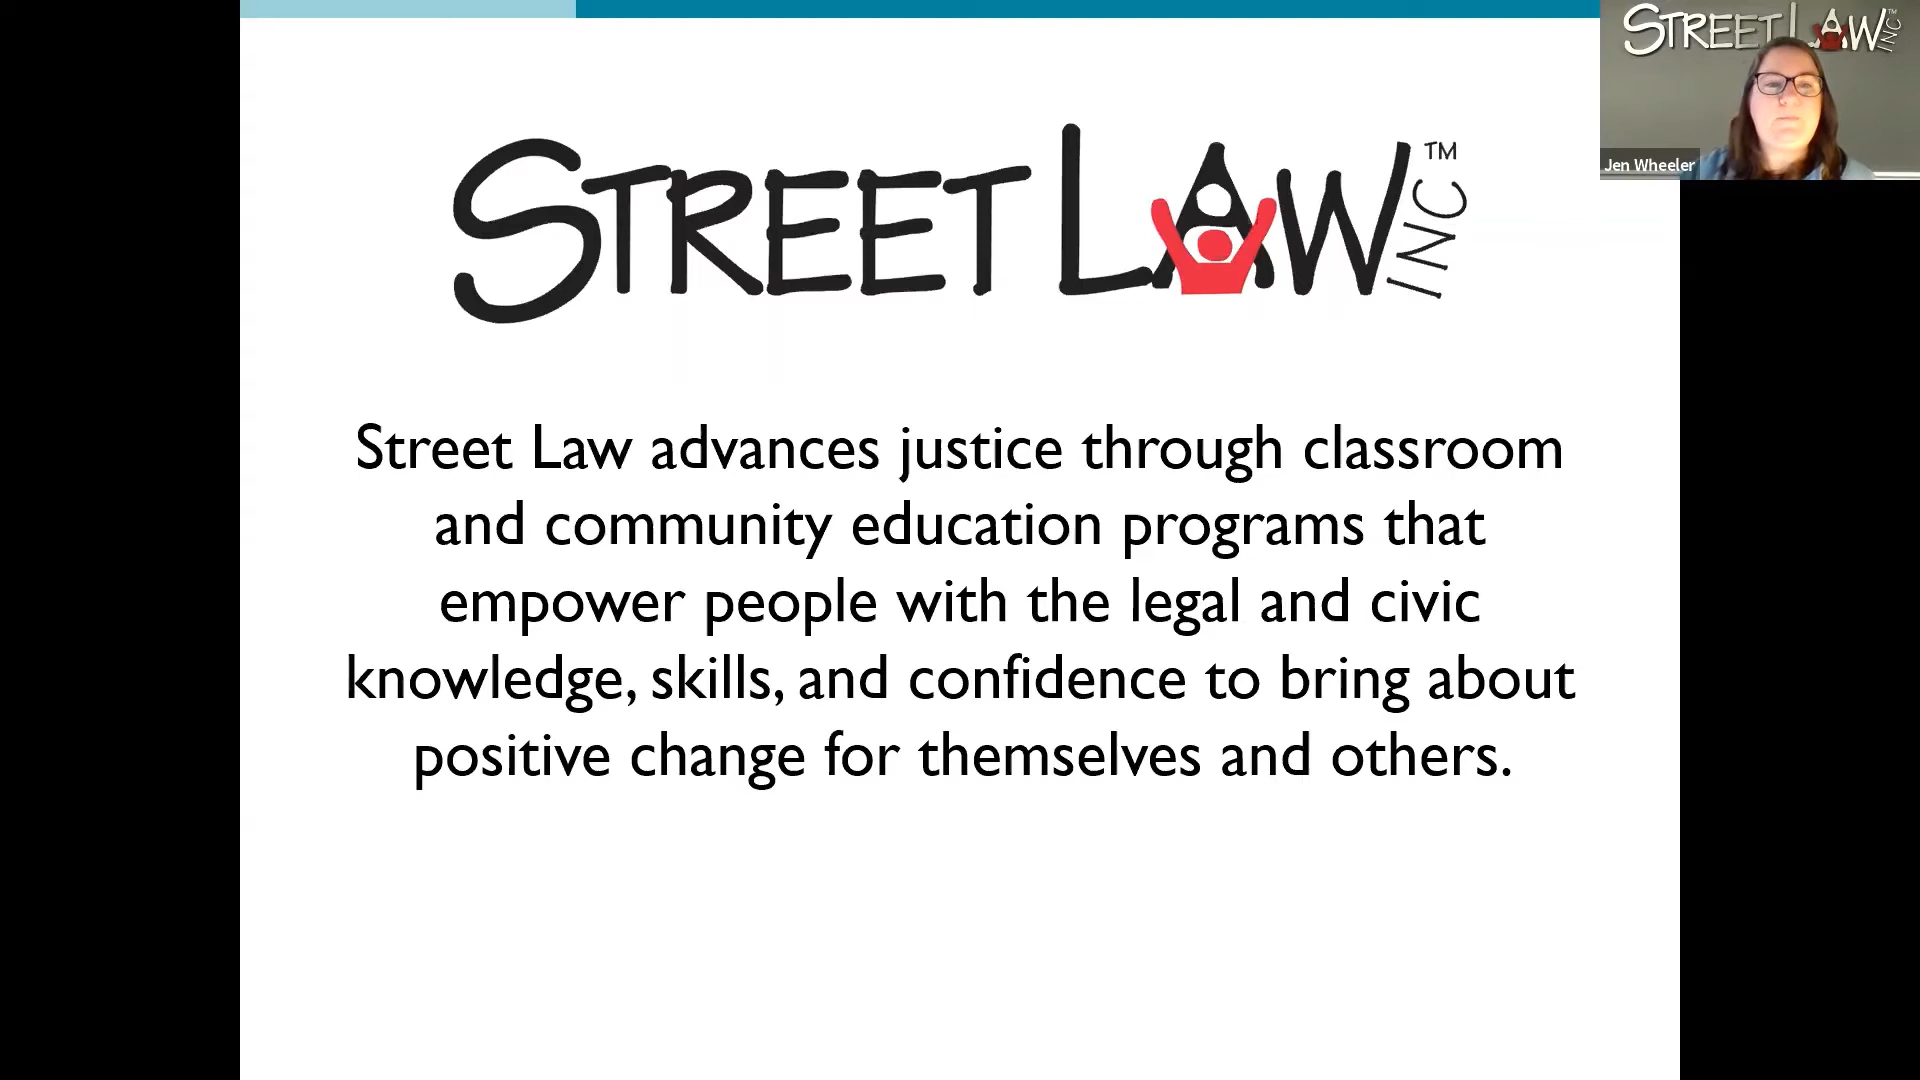 STREET LAW INC TM
Street Law advances justice through classroom
and community education programs that
empower people with the legal and civic
knowledge, skills, and confidence to bring about
positive change for themselves and others.
STREET LAW INC TM
Jen Wheeler